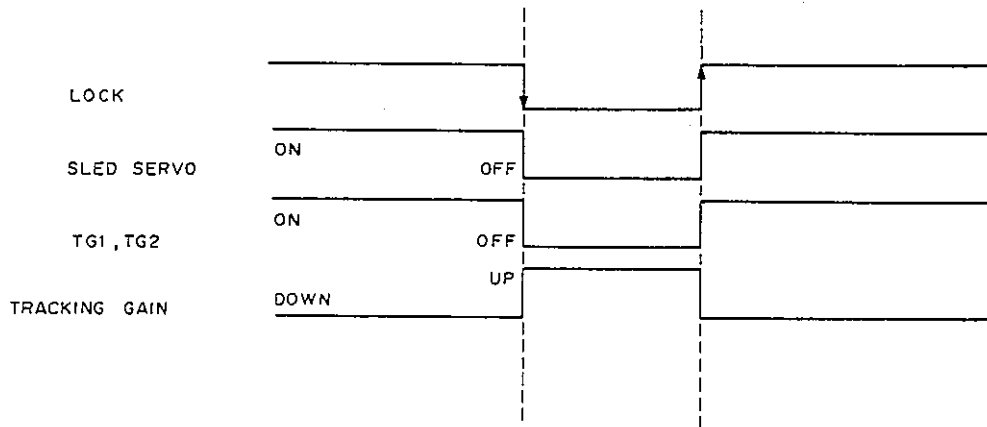 LOCK
ON
SLED SERVO
OFF
ON
TG1, TG2
OFF
UP
DOWN
TRACKING GAIN